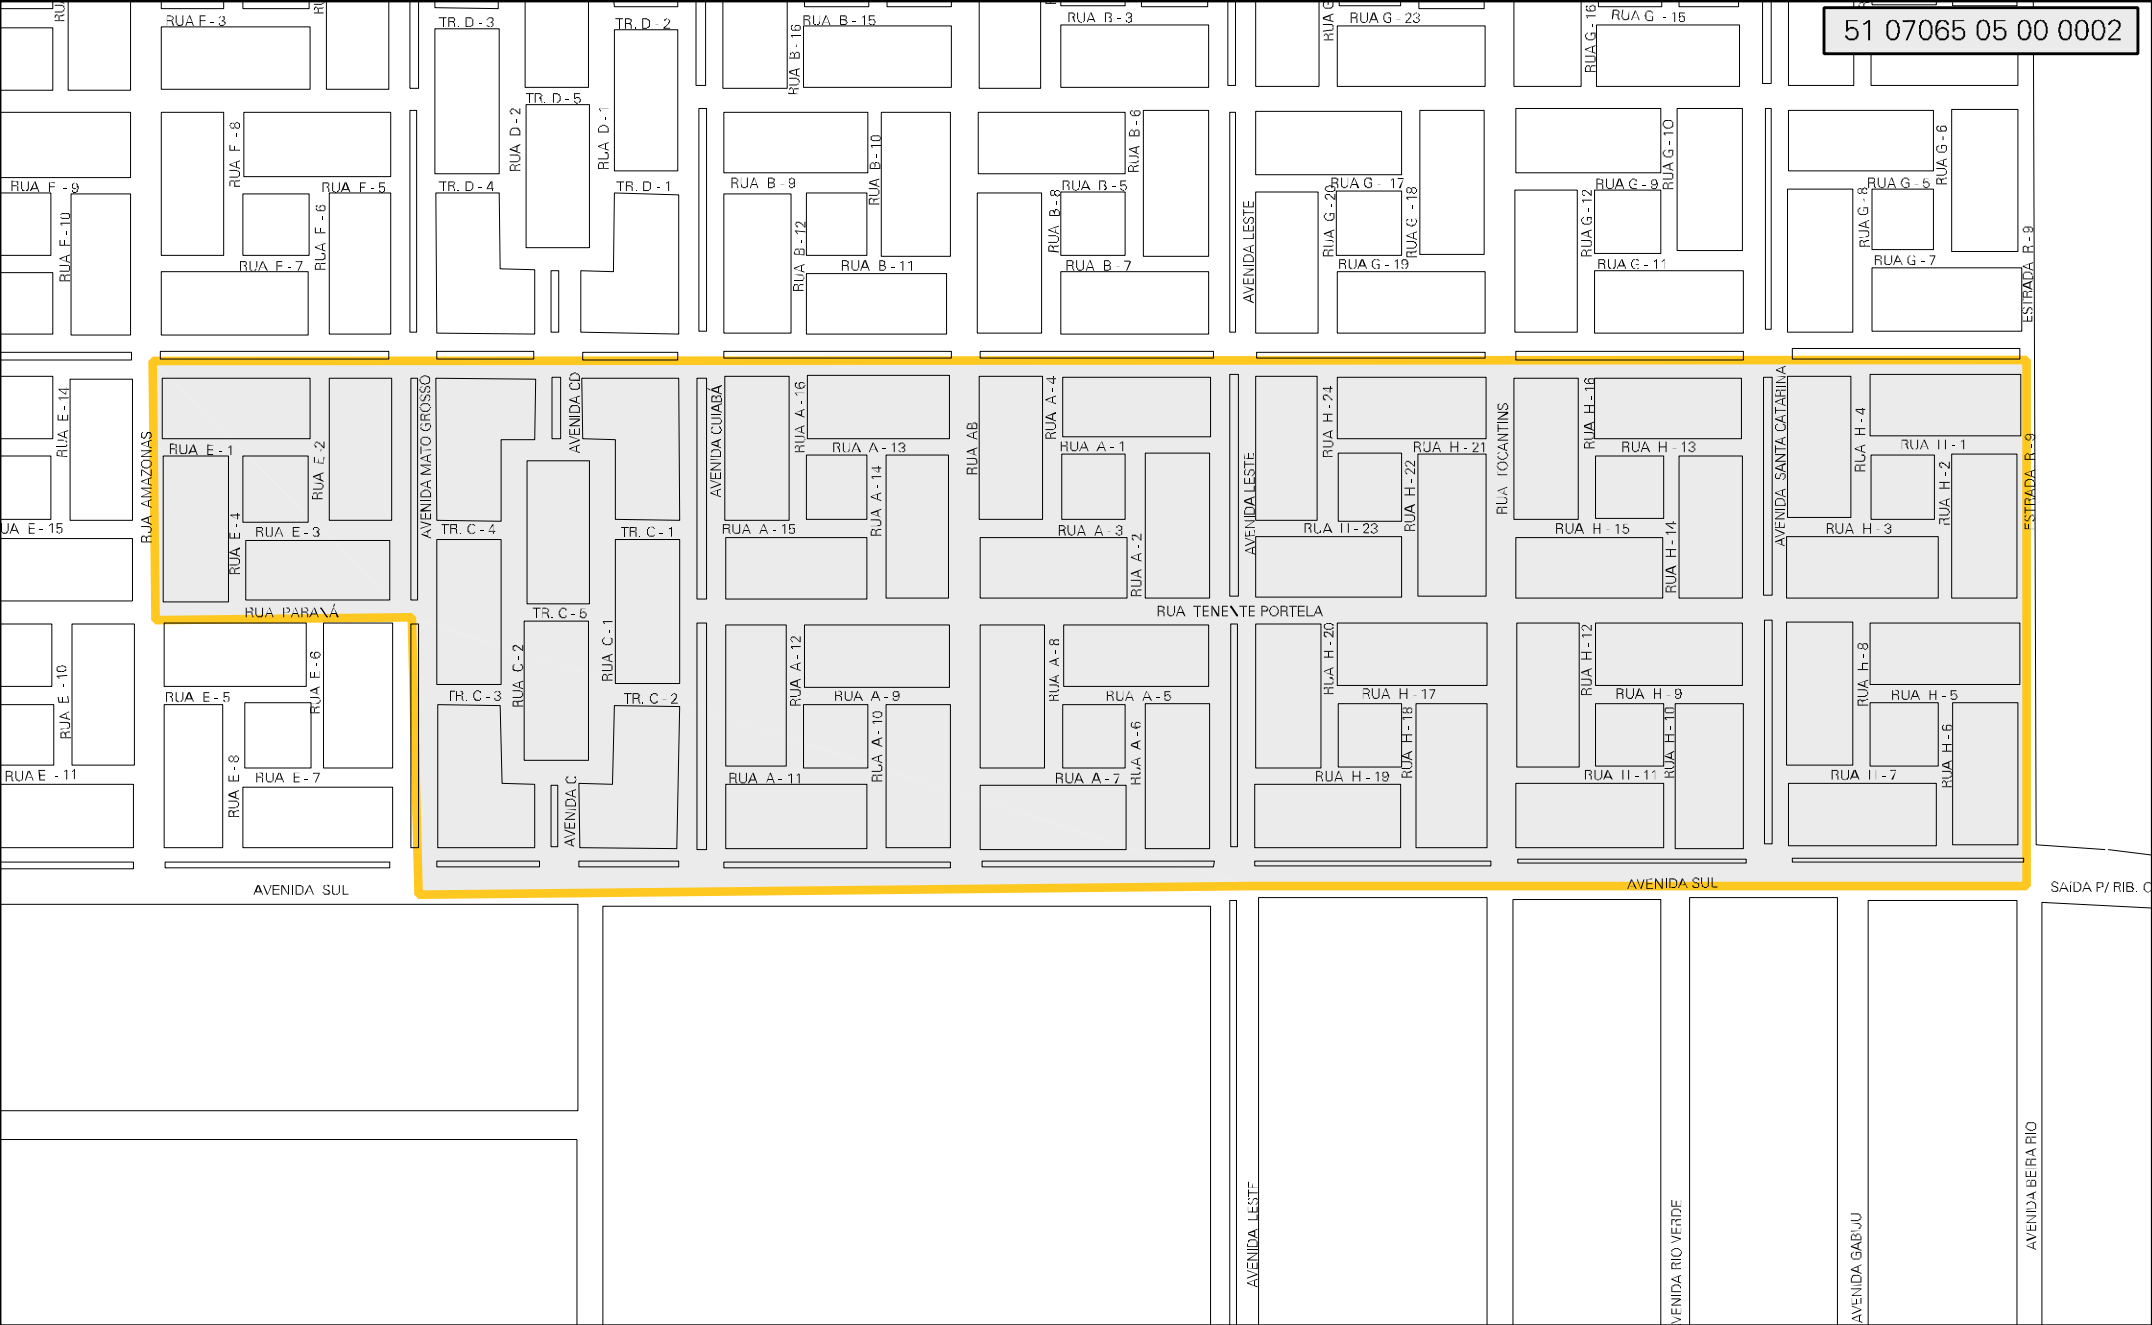 RUA F - 3
TR. D - 3
TR. D - 2
RUA B - 15
RUA B - 3
RUA G - 23
RUA G - 15
51 07065 05 00 0002
RUA B - 16
RUA G - 16
TR. D - 5
RUA F - 8
RUA D - 2
RUA D - 1
RUA B - 10
RUA B - 6
RUA G - 10
RUA G - 6
RUA F - 9
RUA F - 5
TR. D - 4
TR. D - 1
RUA B - 9
RUA B - 5
RUA G - 17
RUA G - 9
RUA G - 5
RUA F - 10
RUA F - 6
RUA B - 12
RUA B - 8
AVENIDA LESTE
RUA G - 20
RUA G - 18
RUA G - 12
RUA G - 8
ESTRADA R - 9
RUA F - 7
RUA B - 11
RUA B - 7
RUA G - 19
RUA G - 11
RUA G - 7
RUA E - 14
RUA AMAZONAS
RUA E - 1
RUA E - 2
AVENIDA MATO GROSSO
AVENIDA CD
AVENIDA CUIABÁ
RUA A - 16
RUA A - 13
RUA AB
RUA A - 4
RUA A - 1
RUA H - 24
RUA H - 21
RUA TOCANTINS
RUA H - 16
RUA H - 13
AVENIDA SANTA CATARINA
RUA H - 4
RUA H - 1
ESTRADA R - 9
UA E - 15
RUA E - 4
RUA E - 3
TR. C - 4
TR. C - 1
RUA A - 15
RUA A - 14
RUA A - 3
RUA A - 2
AVENIDA LESTE
RUA H - 23
RUA H - 22
RUA H - 15
RUA H - 14
RUA H - 3
RUA H - 2
RUA PARANÁ
TR. C - 5
RUA TENENTE PORTELA
RUA E - 10
RUA E - 6
RUA C - 2
RUA C - 1
RUA A - 12
RUA A - 8
RUA H - 20
RUA H - 12
RUA H - 8
RUA E - 5
TR. C - 3
TR. C - 2
RUA A - 9
RUA A - 5
RUA H - 17
RUA H - 9
RUA H - 5
RUA E - 11
RUA E - 8
RUA E - 7
AVENIDA C
RUA A - 11
RUA A - 10
RUA A - 7
RUA A - 6
RUA H - 19
RUA H - 18
RUA H - 11
RUA H - 10
RUA H - 7
RUA H - 6
AVENIDA SUL
AVENIDA SUL
SAÍDA P/ RIB. C
AVENIDA LESTE
VENIDA RIO VERDE
AVENIDA GABIJU
AVENIDA BEIRA RIO